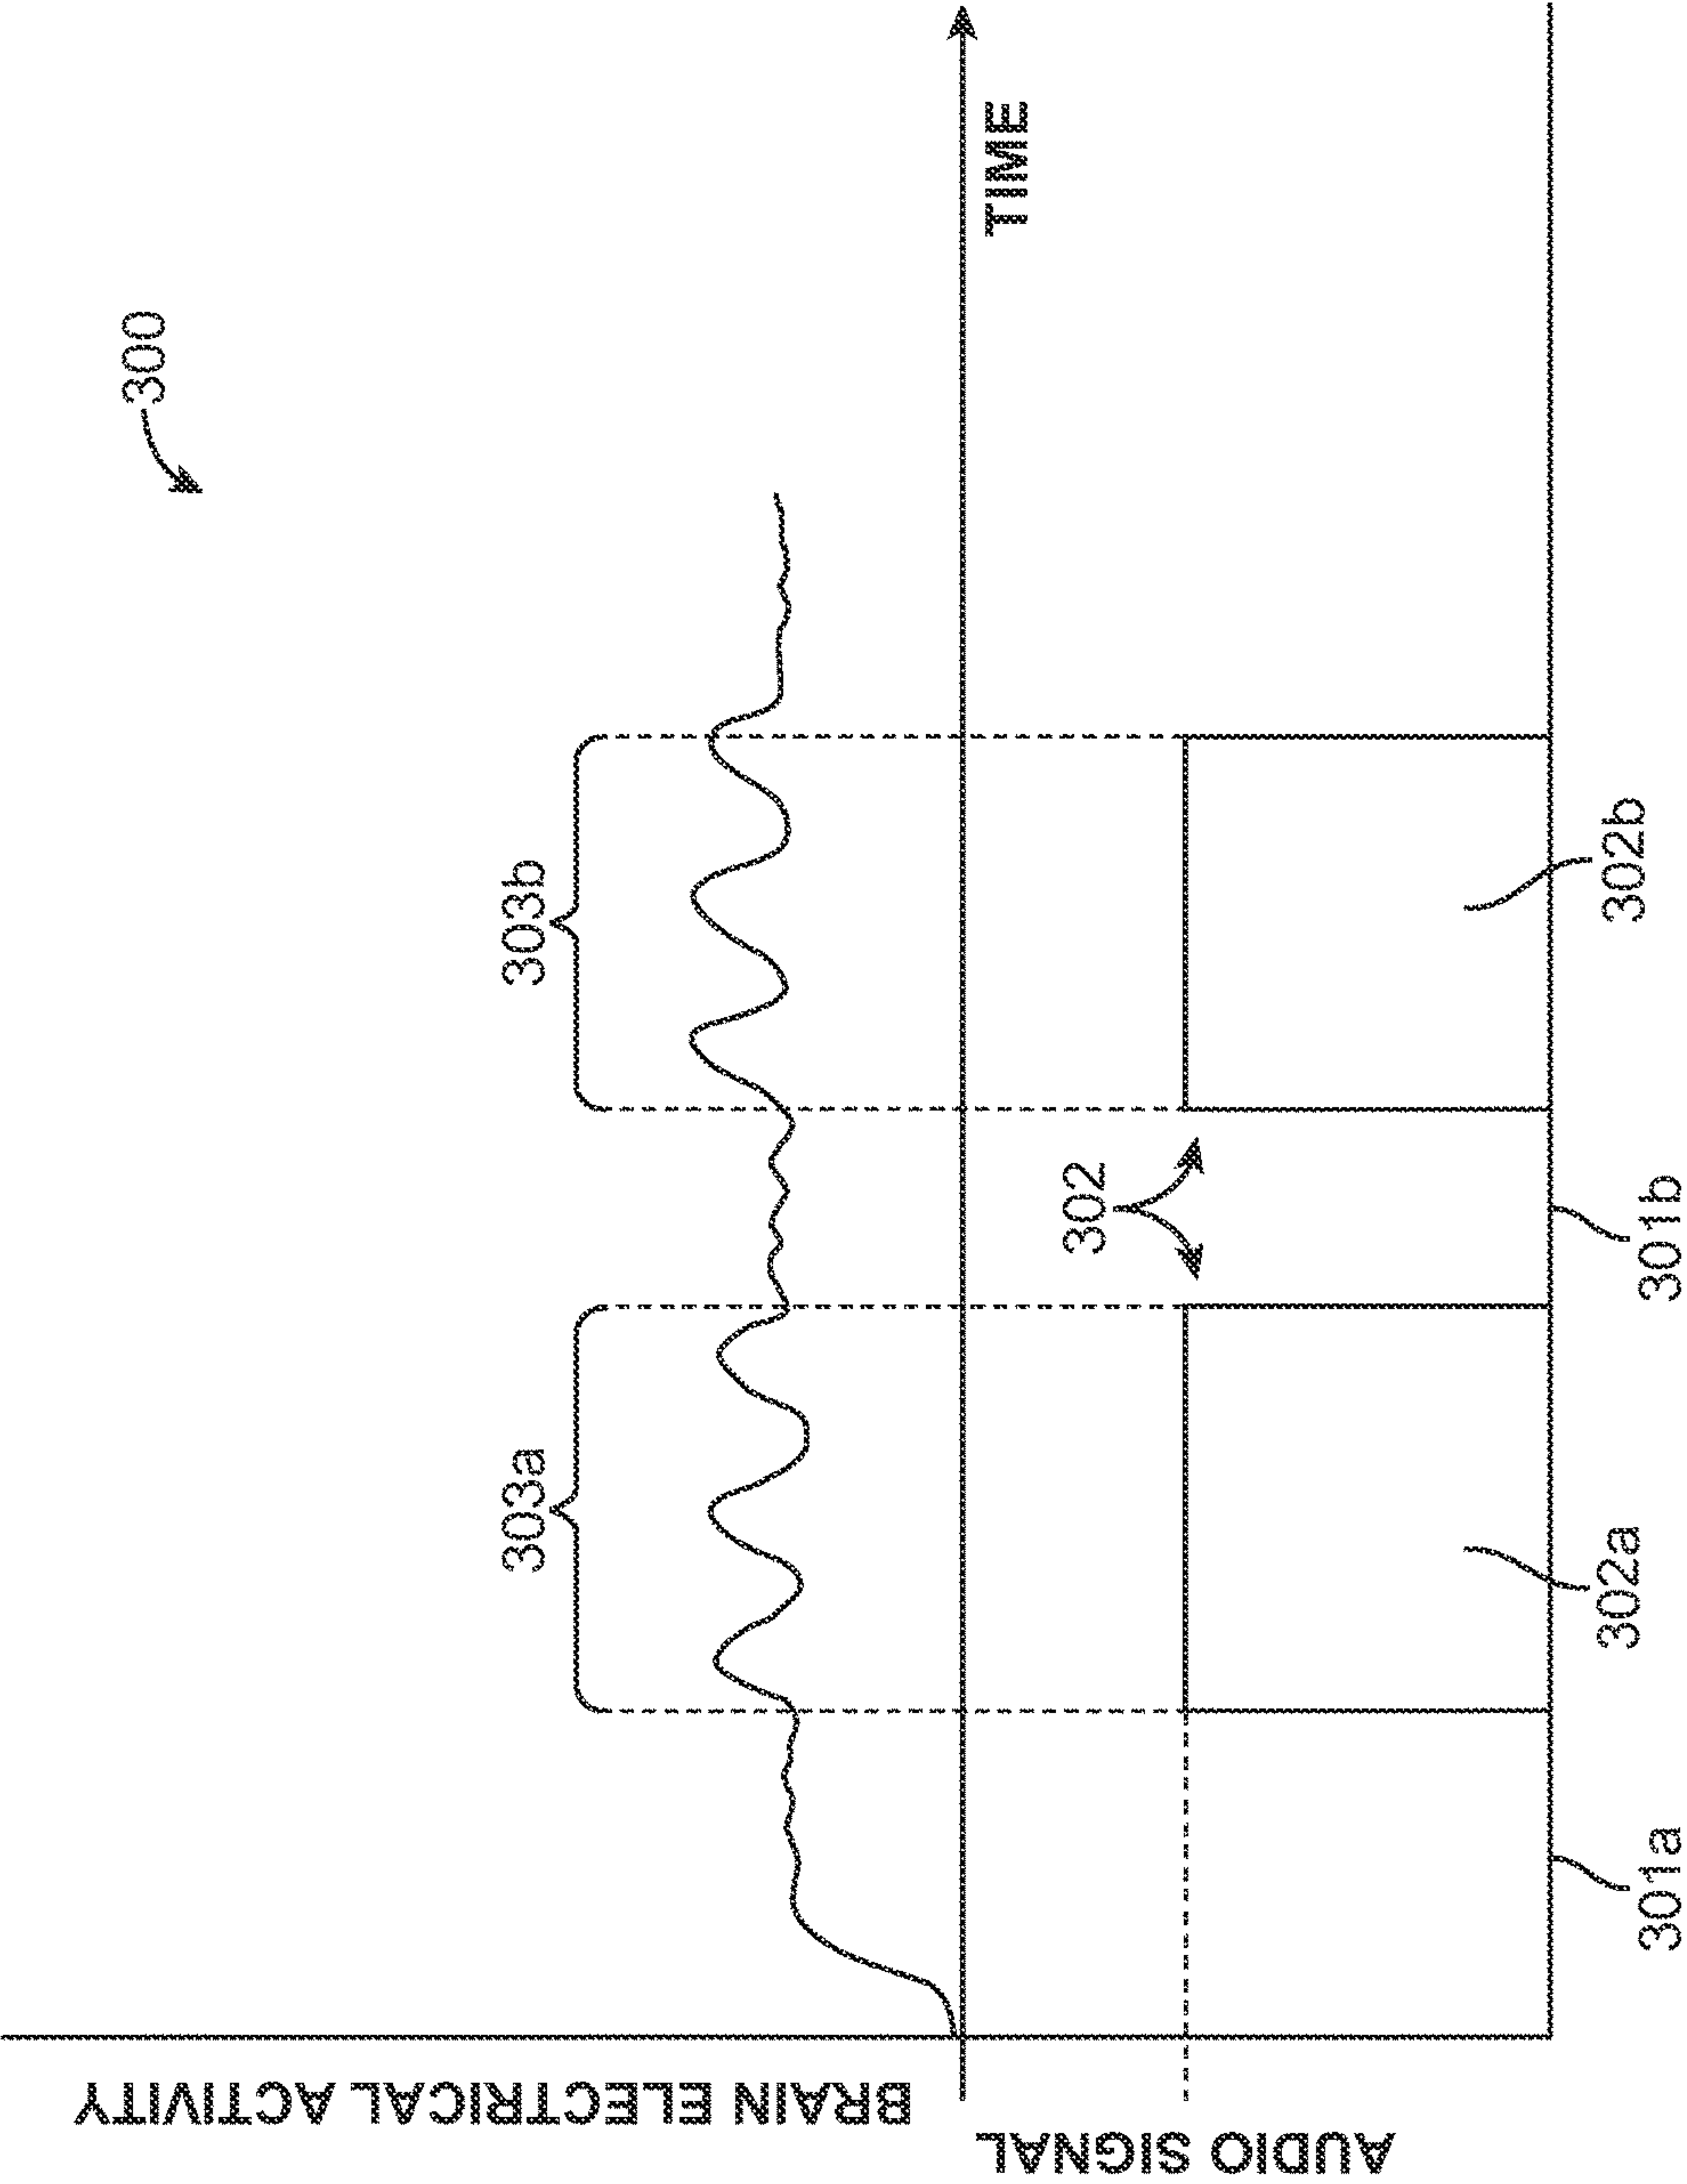 300
303a
303b
BRAIN ELECTRICAL ACTIVITY
TIME
302
AUDIO SIGNAL
301a
302a
301b
302b